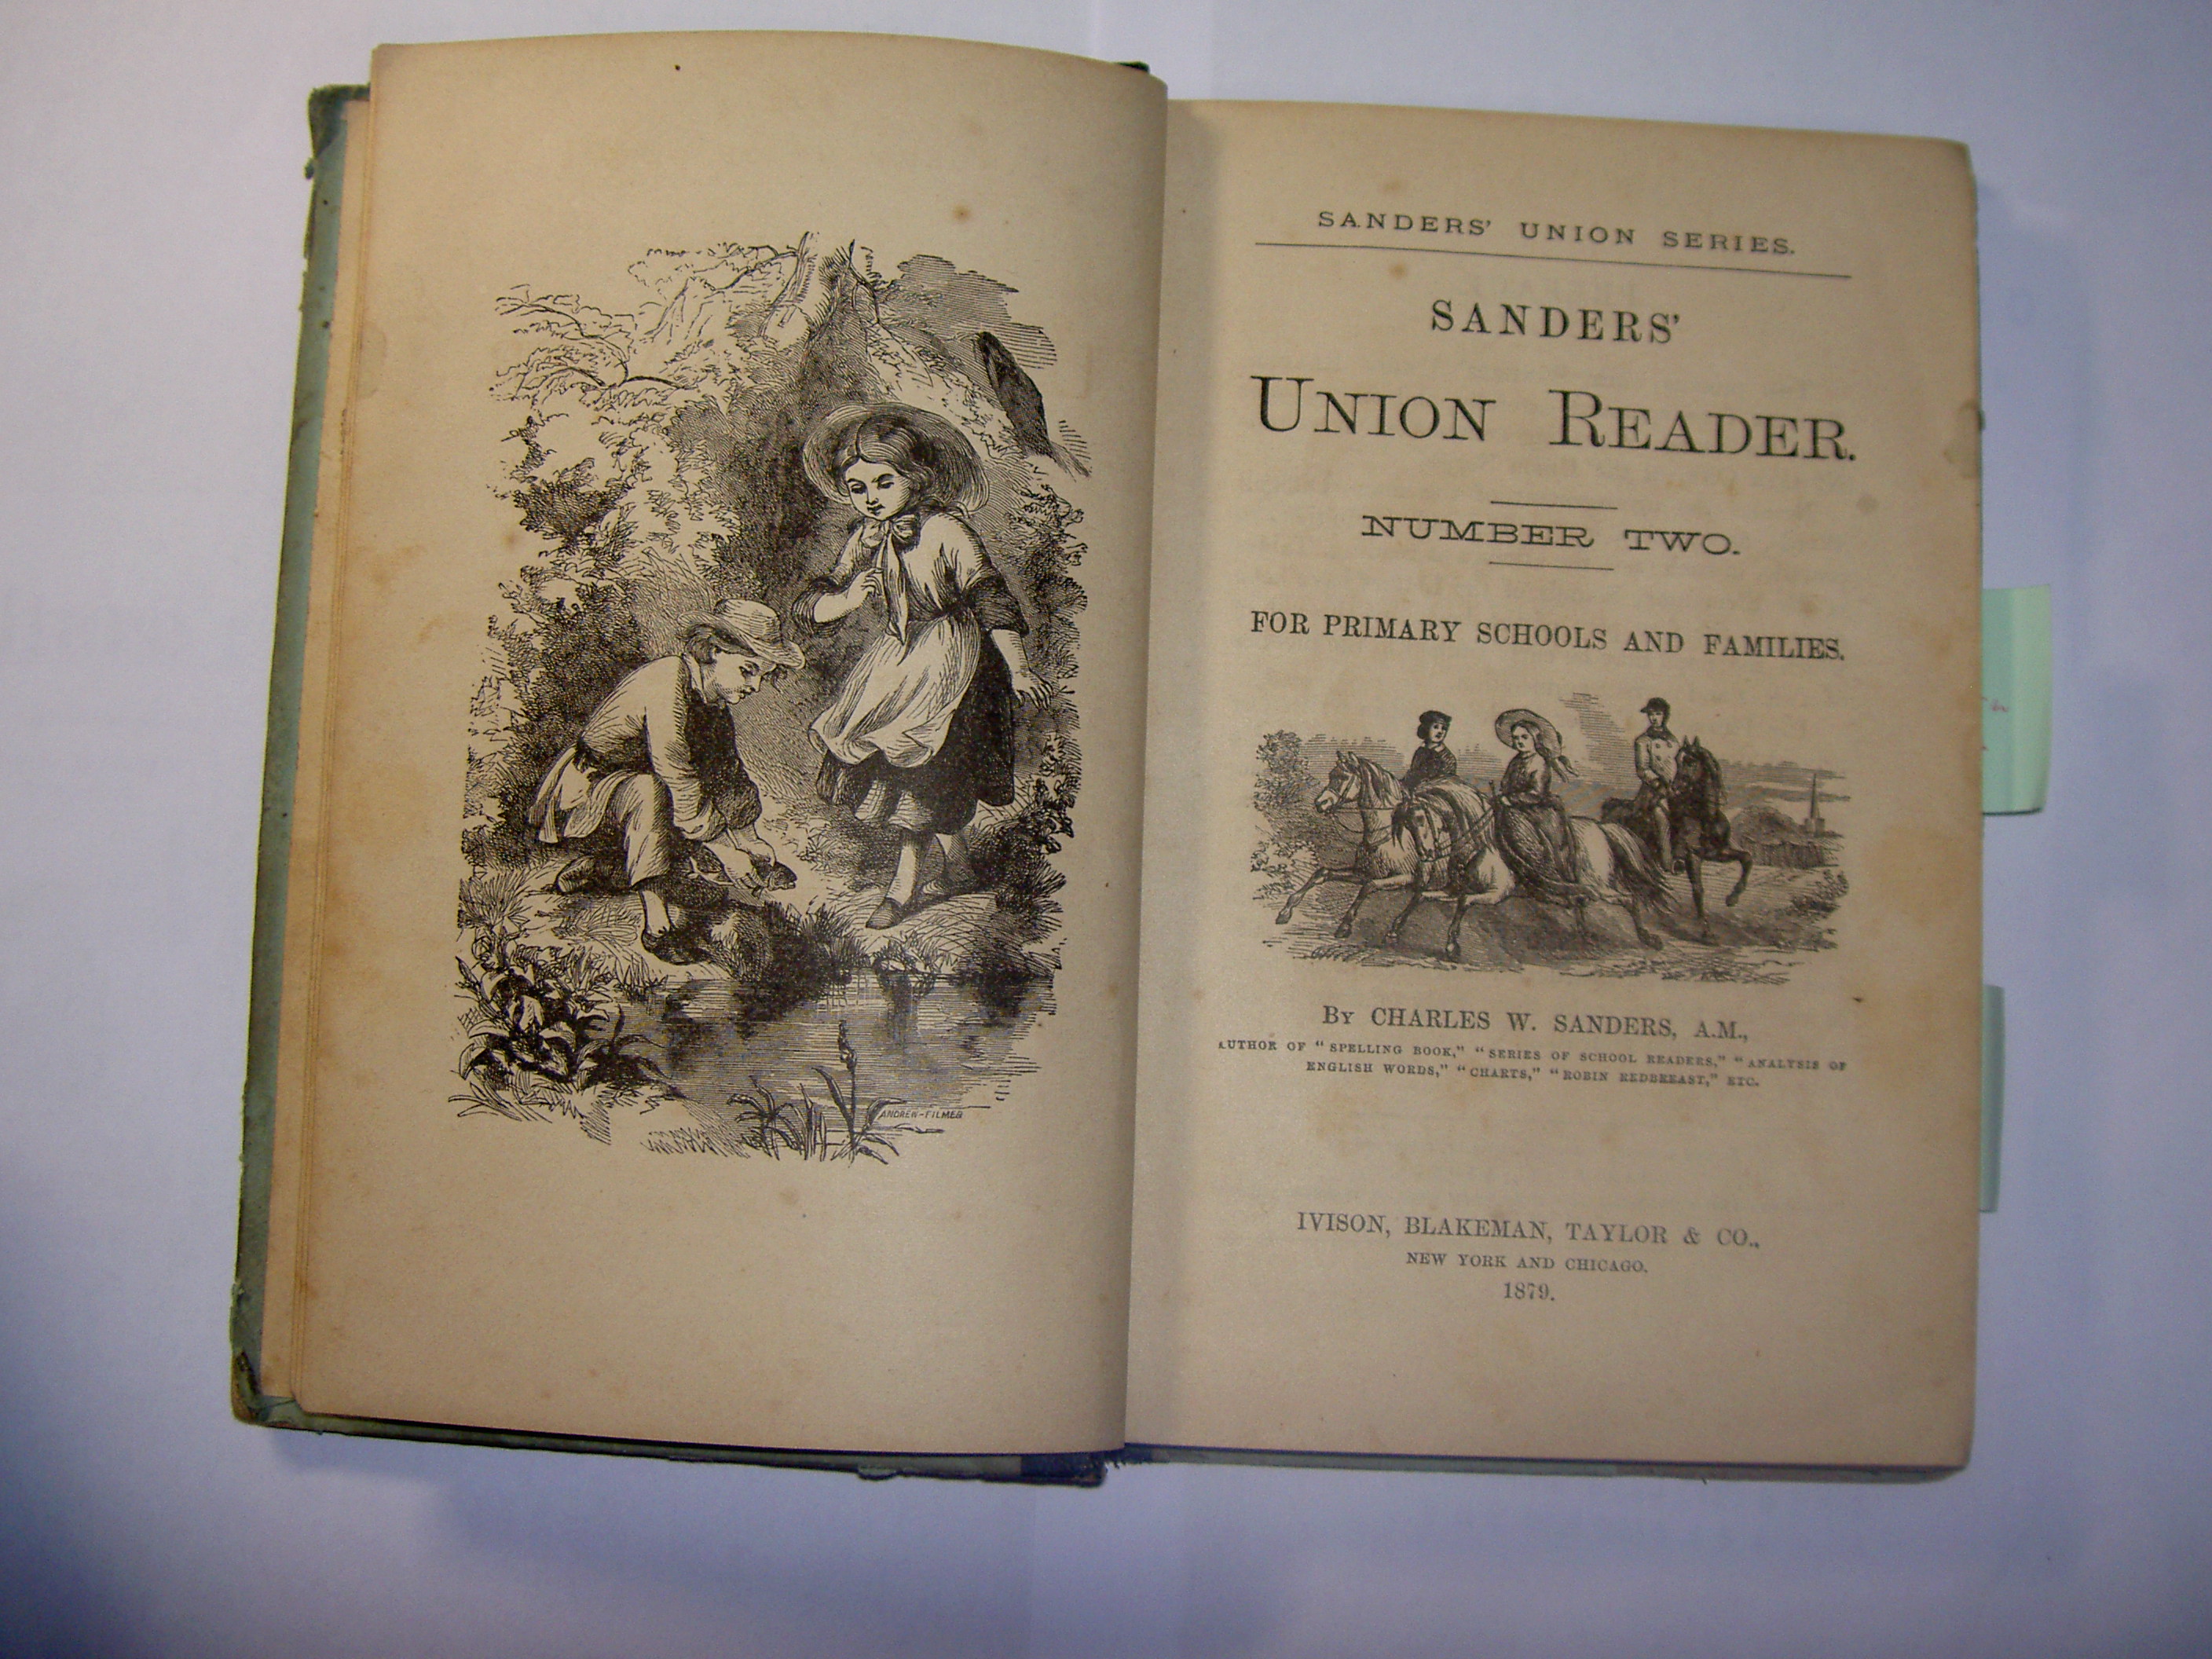 ANDREW-FILMER
SANDERS' UNION SERIES.
SANDERS'
UNION READER.
NUMBER TWO.
FOR PRIMARY SCHOOLS AND FAMILIES.
By CHARLES W. SANDERS, A.M.,
AUTHOR OF "SPELLING BOOK," "SERIES OF SCHOOL READERS," "ANALYSIS OF
ENGLISH WORDS," "CHARTS," "ROBIN REDBREAST," ETC.
IVISON, BLAKEMAN, TAYLOR & CO.,
NEW YORK AND CHICAGO.
1879.